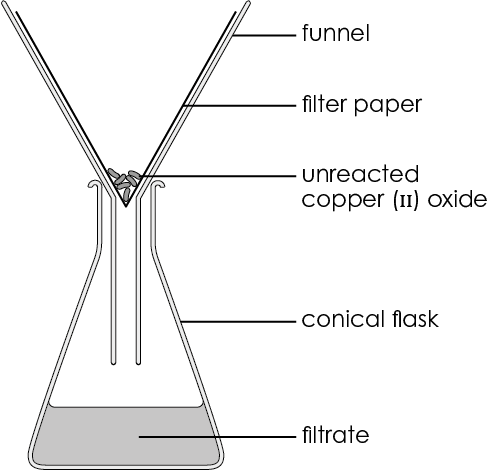 funnel
filter paper
unreacted
copper (II) oxide
conical flask
filtrate